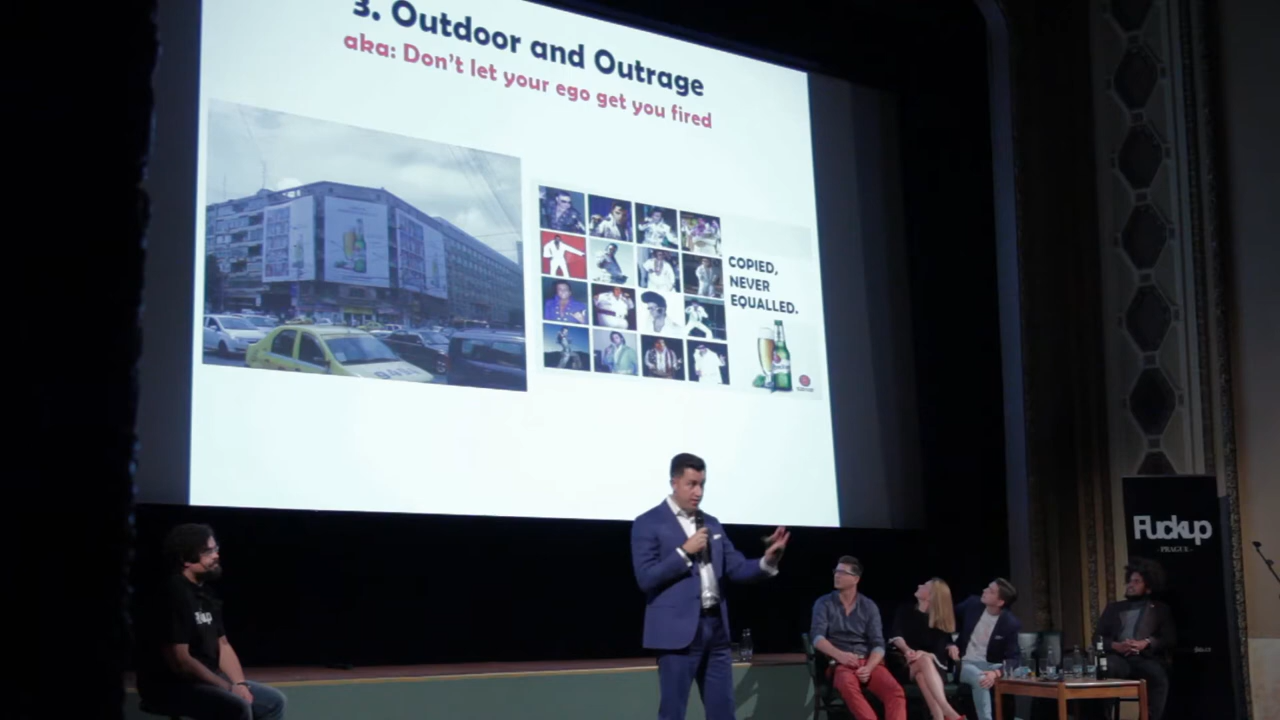 3. Outdoor and Outrage
aka: Don't let your ego get you fired
COPIED,
NEVER
EQUALLED.
Fuckup
- PRAGUE -